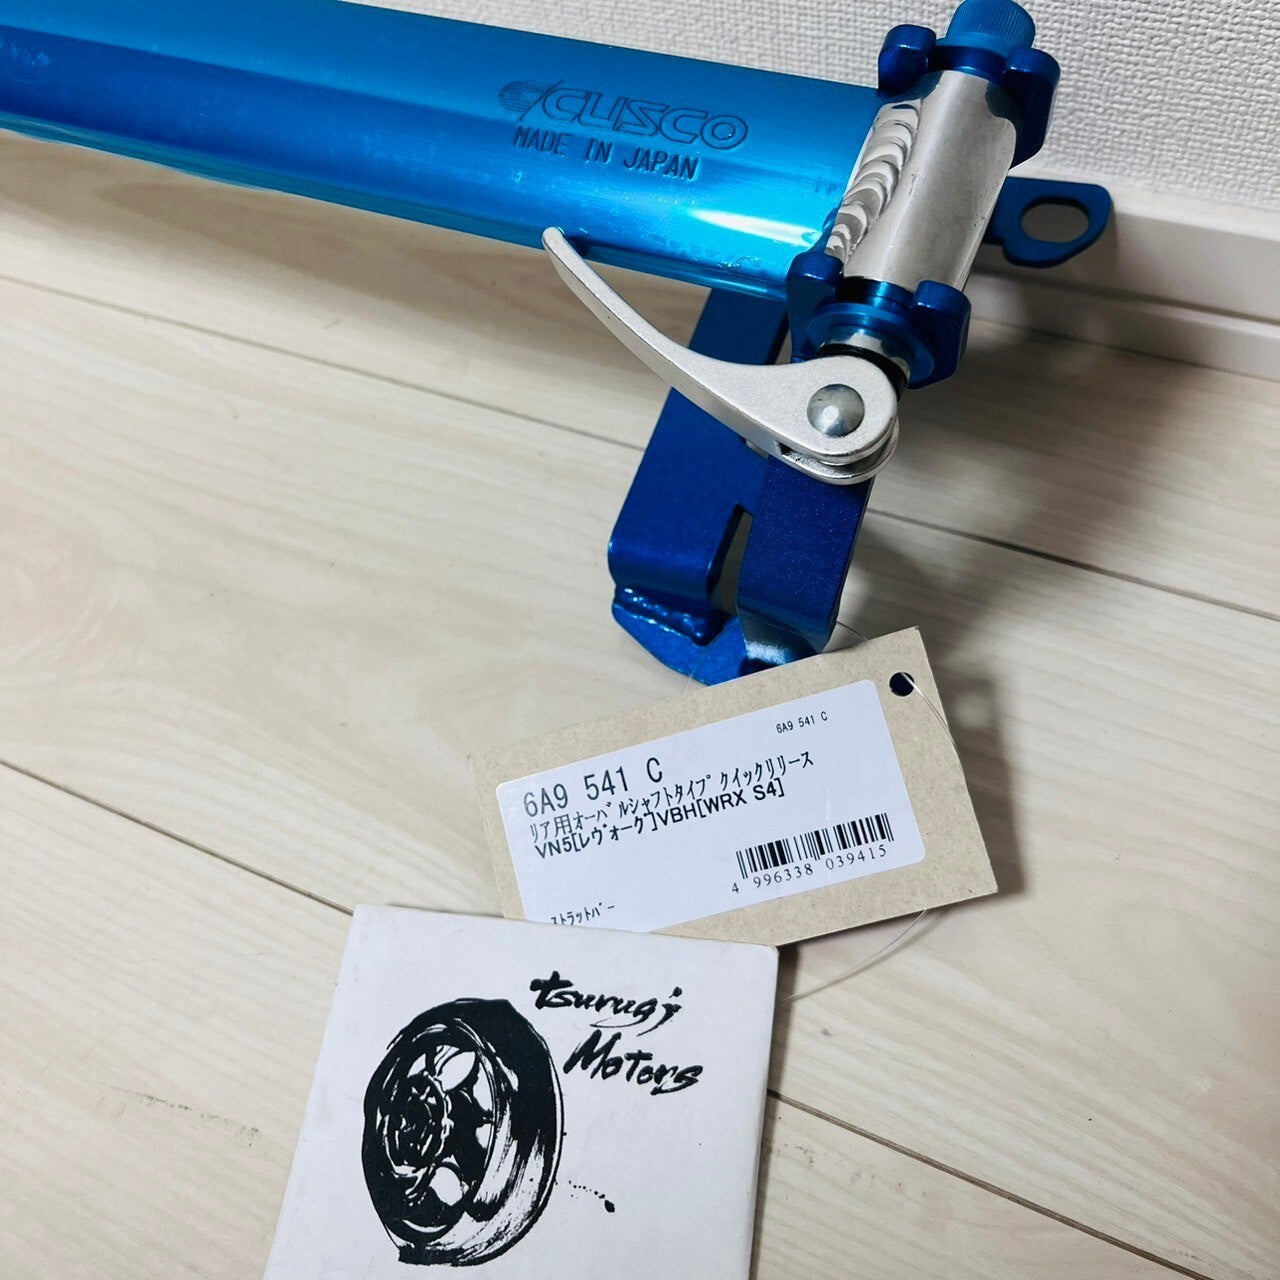 CUSCO
MADE IN JAPAN
6A9 541 C
6A9 541 C
ﾘｱ用ｵｰﾊﾞﾙｼｬﾌﾄﾀｲﾌﾟ ｸｲｯｸﾘﾘｰｽ
VN5[ﾚｳﾞｫｰｸﾞ]VBH[WRX S4]
4 996338 039415
ｽﾄﾗｯﾄﾊﾞｰ
tsurugi
Motors